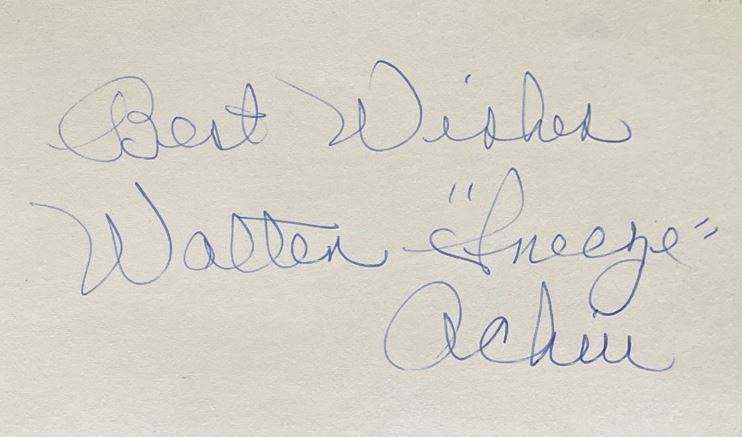 Best Wishes
Walter "Sneeze"
Achiu